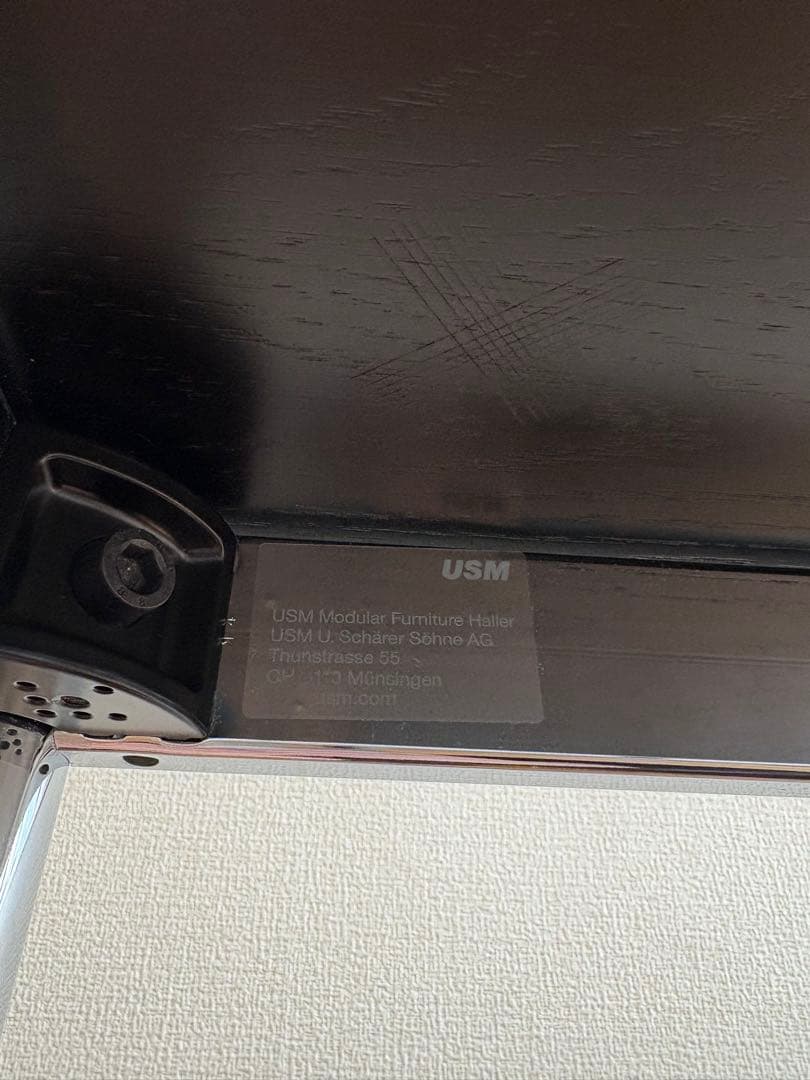 USM
USM Modular Furniture Haller
USM U. Schärer Söhne AG
Thunstrasse 55
Münsingen